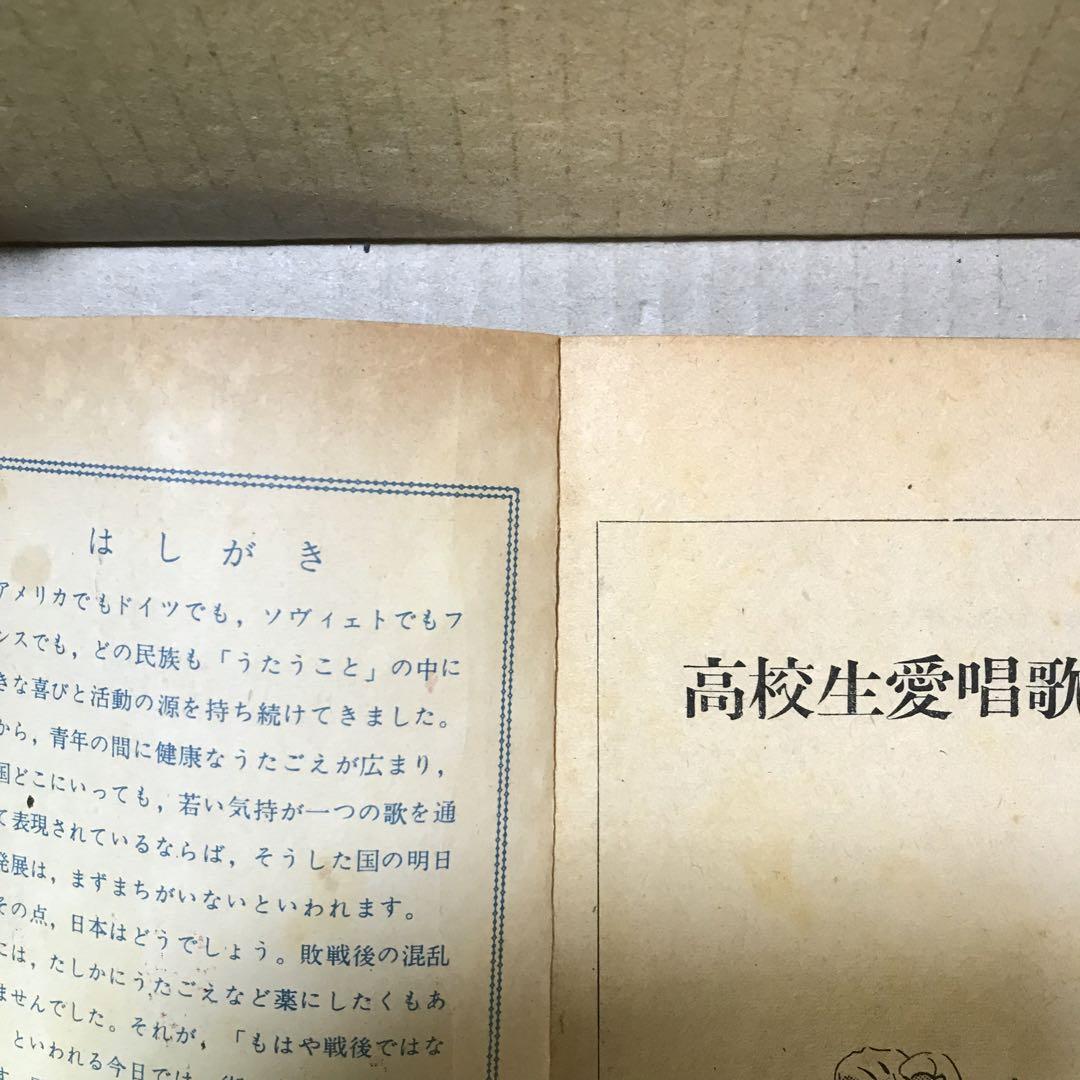 はしがき
アメリカでもドイツでも，ソヴィェトでもフ
ンスでも，どの民族も「うたうこと」の中に
きな喜びと活動の源を持ち続けてきました。
から，青年の間に健康なうたごえが広まり，
国どこにいっても，若い気持が一つの歌を通
て表現されているならば，そうした国の明日
発展は，まずまちがいないといわれます。
その点，日本はどうでしょう。敗戦後の混乱
には，たしかにうたごえなど薬にしたくもあ
ませんでした。それが，「もはや戦後ではな
，といわれる今日では
高校生愛唱歌